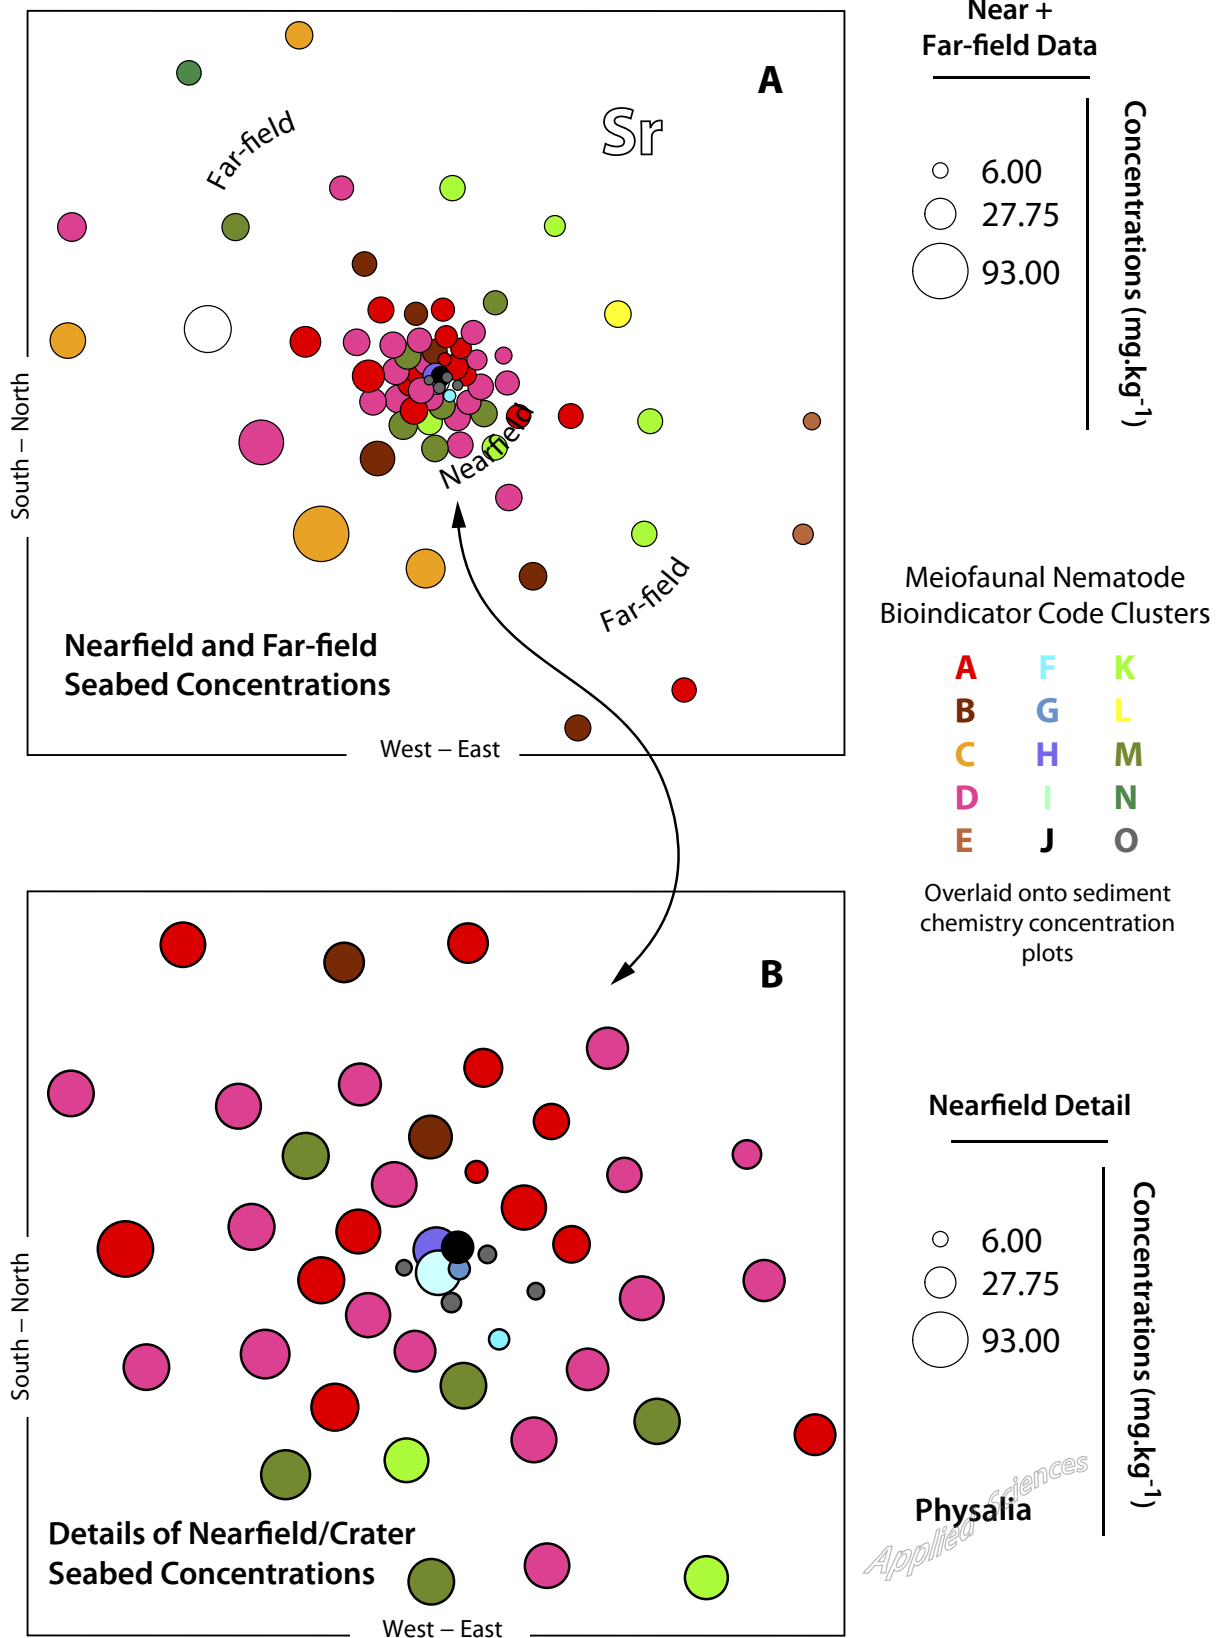 Near +
Far-field Data
A
Sr
Far-field
Concentrations (mg.kg-1)
6.00
27.75
93.00
South – North
Nearfield
Far-field
Nearfield and Far-field
Seabed Concentrations
West – East
Meiofaunal Nematode
Bioindicator Code Clusters
A F K
B G L
C H M
D I N
E J O
Overlaid onto sediment
chemistry concentration
plots
B
Nearfield Detail
Concentrations (mg.kg-1)
6.00
27.75
93.00
South – North
Details of Nearfield/Crater
Seabed Concentrations
West – East
Physalia
Applied Sciences